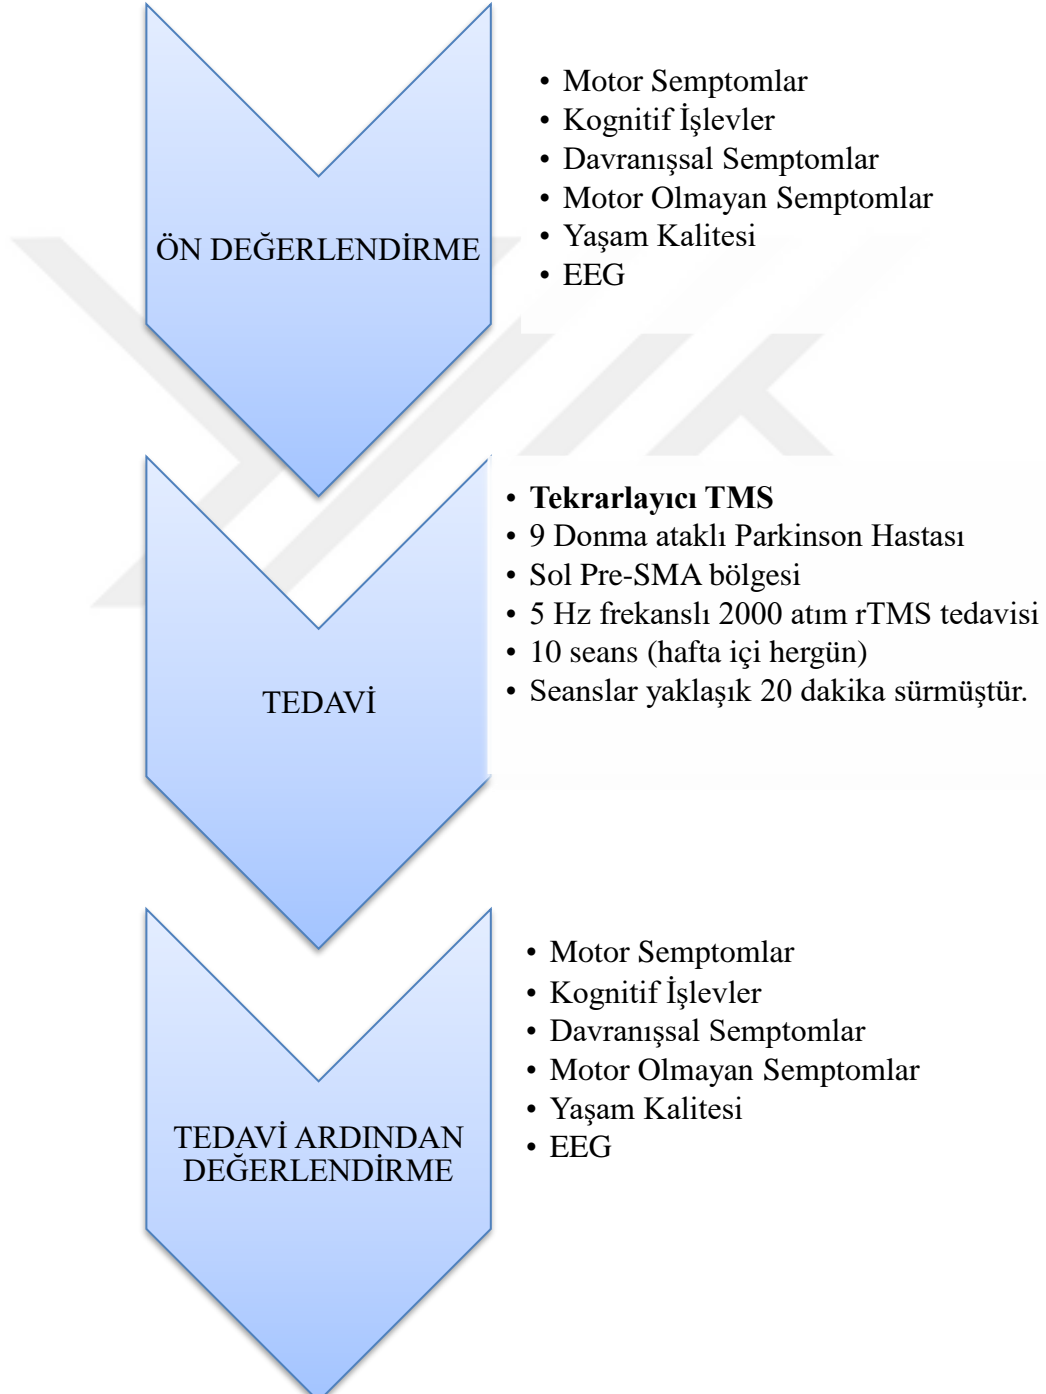 ÖN DEĞERLENDİRME
• Motor Semptomlar
• Kognitif İşlevler
• Davranışsal Semptomlar
• Motor Olmayan Semptomlar
• Yaşam Kalitesi
• EEG
TEDAVİ
• Tekrarlayıcı TMS
• 9 Donma ataklı Parkinson Hastası
• Sol Pre-SMA bölgesi
• 5 Hz frekanslı 2000 atım rTMS tedavisi
• 10 seans (hafta içi hergün)
• Seanslar yaklaşık 20 dakika sürmüştür.
TEDAVİ ARDINDAN
DEĞERLENDİRME
• Motor Semptomlar
• Kognitif İşlevler
• Davranışsal Semptomlar
• Motor Olmayan Semptomlar
• Yaşam Kalitesi
• EEG